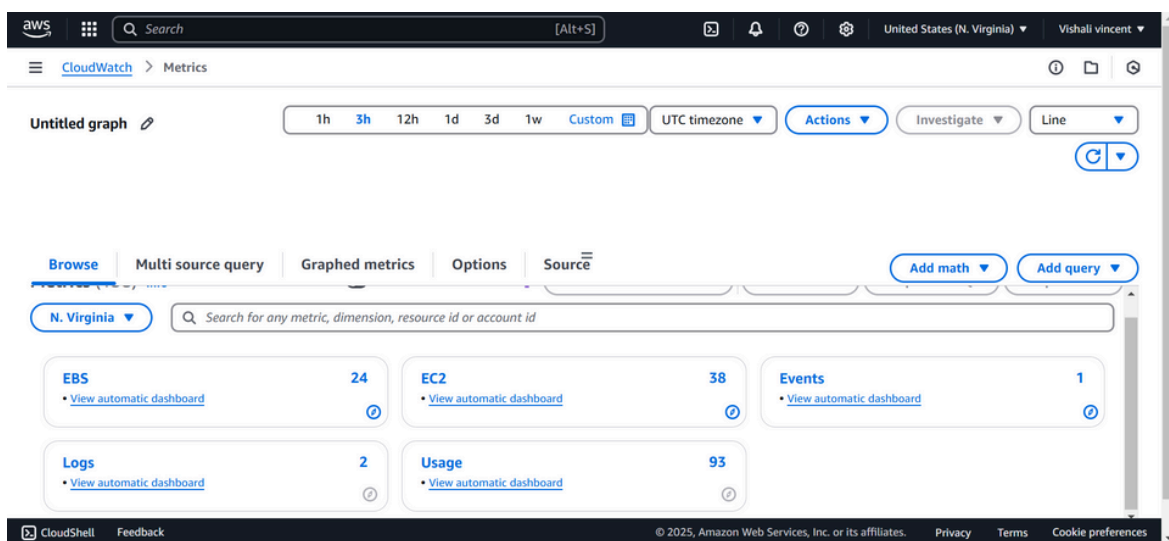 aws Search [Alt+S] United States (N. Virginia) Vishali vincent
CloudWatch > Metrics
Untitled graph 1h 3h 12h 1d 3d 1w Custom UTC timezone Actions Investigate Line
Browse Multi source query Graphed metrics Options Source Add math Add query
N. Virginia Search for any metric, dimension, resource id or account id
EBS 24 EC2 38 Events 1
• View automatic dashboard • View automatic dashboard • View automatic dashboard
Logs 2 Usage 93
• View automatic dashboard • View automatic dashboard
CloudShell Feedback © 2025, Amazon Web Services, Inc. or its affiliates. Privacy Terms Cookie preferences